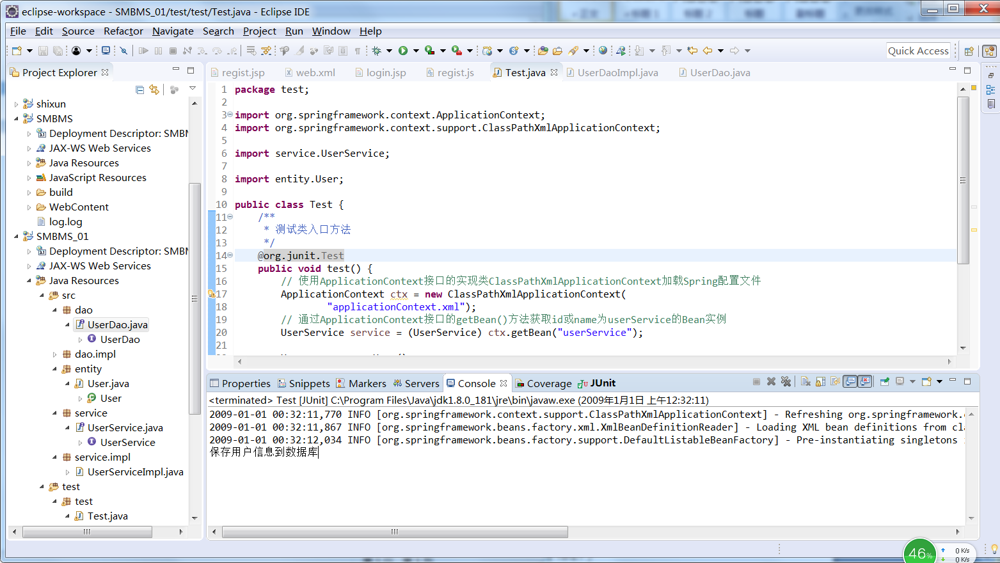 eclipse-workspace - SMBMS_01/test/test/Test.java - Eclipse IDE
File Edit Source Refactor Navigate Search Project Run Window Help
Quick Access
Project Explorer
regist.jsp web.xml login.jsp regist.js Test.java UserDaoImpl.java UserDao.java
shixun
SMBMS
Deployment Descriptor: SMBM
JAX-WS Web Services
Java Resources
JavaScript Resources
build
WebContent
log.log
SMBMS_01
Deployment Descriptor: SMBM
JAX-WS Web Services
Java Resources
src
dao
UserDao.java
UserDao
dao.impl
entity
User.java
User
service
UserService.java
UserService
service.impl
UserServiceImpl.java
test
test
Test.java
1 package test;
2
3 import org.springframework.context.ApplicationContext;
4 import org.springframework.context.support.ClassPathXmlApplicationContext;
5
6 import service.UserService;
7
8 import entity.User;
9
10 public class Test {
11 /**
12 * 测试类入口方法
13 */
14 @org.junit.Test
15 public void test() {
16 // 使用ApplicationContext接口的实现类ClassPathXmlApplicationContext加载Spring配置文件
17 ApplicationContext ctx = new ClassPathXmlApplicationContext(
18 "applicationContext.xml");
19 // 通过ApplicationContext接口的getBean()方法获取id或name为userService的Bean实例
20 UserService service = (UserService) ctx.getBean("userService");
21
Properties Snippets Markers Servers Console Coverage JUnit
<terminated> Test [JUnit] C:\Program Files\Java\jdk1.8.0_181\jre\bin\javaw.exe (2009年1月1日 上午12:32:11)
2009-01-01 00:32:11,770 INFO [org.springframework.context.support.ClassPathXmlApplicationContext] - Refreshing org.springframework.c
2009-01-01 00:32:11,867 INFO [org.springframework.beans.factory.xml.XmlBeanDefinitionReader] - Loading XML bean definitions from cla
2009-01-01 00:32:12,034 INFO [org.springframework.beans.factory.support.DefaultListableBeanFactory] - Pre-instantiating singletons
保存用户信息到数据库
46%
0 K/s
0 K/s